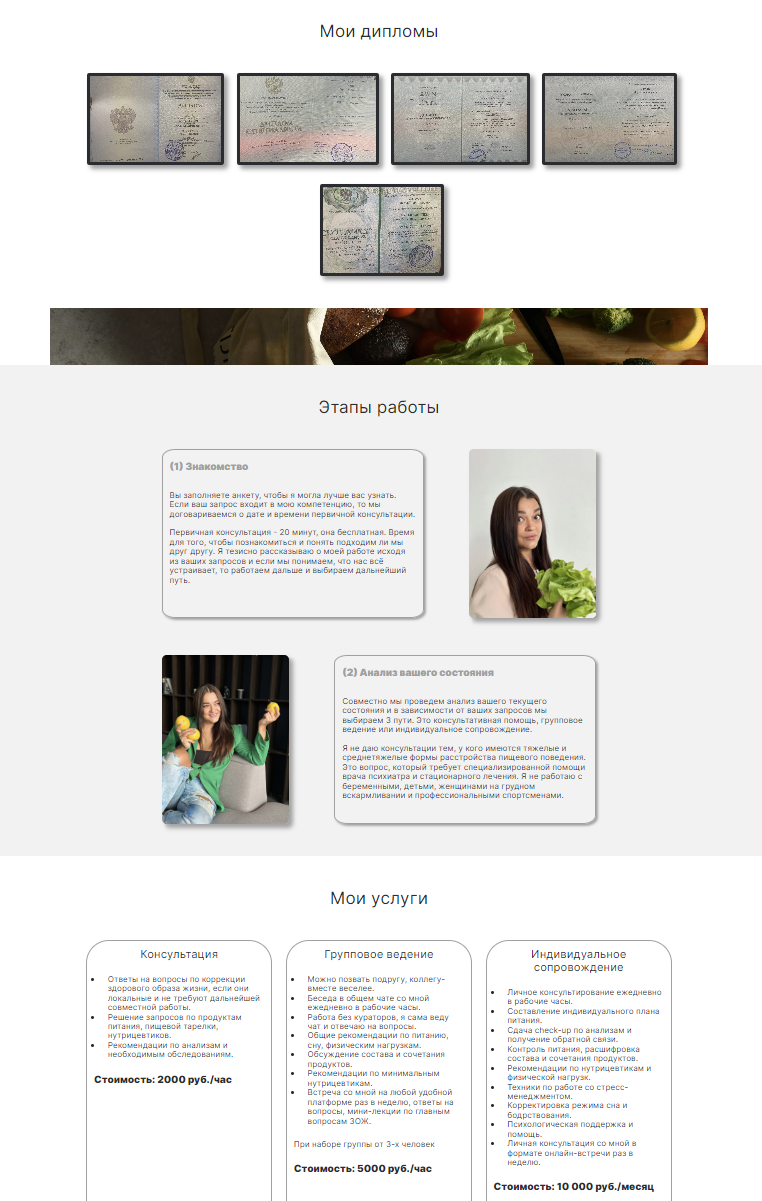 Мои дипломы
Этапы работы
(1) Знакомство
Вы заполняете анкету, чтобы я могла лучше вас узнать.
Если ваш запрос входит в мою компетенцию, то мы
договариваемся о дате и времени первичной консультации.
Первичная консультация - 20 минут, она бесплатная. Время
для того, чтобы познакомиться и понять подходим ли мы
друг другу. Я тезисно рассказываю о моей работе исходя
из ваших запросов и если мы понимаем, что нас всё
устраивает, то работаем дальше и выбираем дальнейший
путь.
(2) Анализ вашего состояния
Совместно мы проведем анализ вашего текущего
состояния и в зависимости от ваших запросов мы
выбираем 3 пути. Это консультативная помощь, групповое
ведение или индивидуальное сопровождение.
Я не даю консультации тем, у кого имеются тяжелые и
среднетяжелые формы расстройства пищевого поведения.
Это вопрос, который требует специализированной помощи
врача психиатра и стационарного лечения. Я не работаю с
беременными, детьми, женщинами на грудном
вскармливании и профессиональными спортсменами.
Мои услуги
Консультация
Ответы на вопросы по коррекции
здорового образа жизни, если они
локальные и не требуют дальнейшей
совместной работы.
Решение запросов по продуктам
питания, пищевой тарелки,
нутрицевтиков.
Рекомендации по анализам и
необходимым обследованиям.
Стоимость: 2000 руб./час
Групповое ведение
Можно позвать подругу, коллегу-
вместе веселее.
Беседа в общем чате со мной
ежедневно в рабочие часы.
Работа без кураторов, я сама веду
чат и отвечаю на вопросы.
Общие рекомендации по питанию,
сну, физическим нагрузкам.
Обсуждение состава и сочетания
продуктов.
Рекомендации по минимальным
нутрицевтикам.
Встреча со мной на любой удобной
платформе раз в неделю, ответы на
вопросы, мини-лекции по главным
вопросам ЗОЖ.
При наборе группы от 3-х человек
Стоимость: 5000 руб./час
Индивидуальное
сопровождение
Личное консультирование ежедневно
в рабочие часы.
Составление индивидуального плана
питания.
Сдача check-up по анализам и
получение обратной связи.
Контроль питания, расшифровка
состава и сочетания продуктов.
Рекомендации по нутрицевтикам и
физической нагрузк.
Техники по работе со стресс-
менеджментом.
Корректировка режима сна и
бодрствования.
Психологическая поддержка и
помощь.
Личная консультация со мной в
формате онлайн-встречи раз в
неделю.
Стоимость: 10 000 руб./месяц